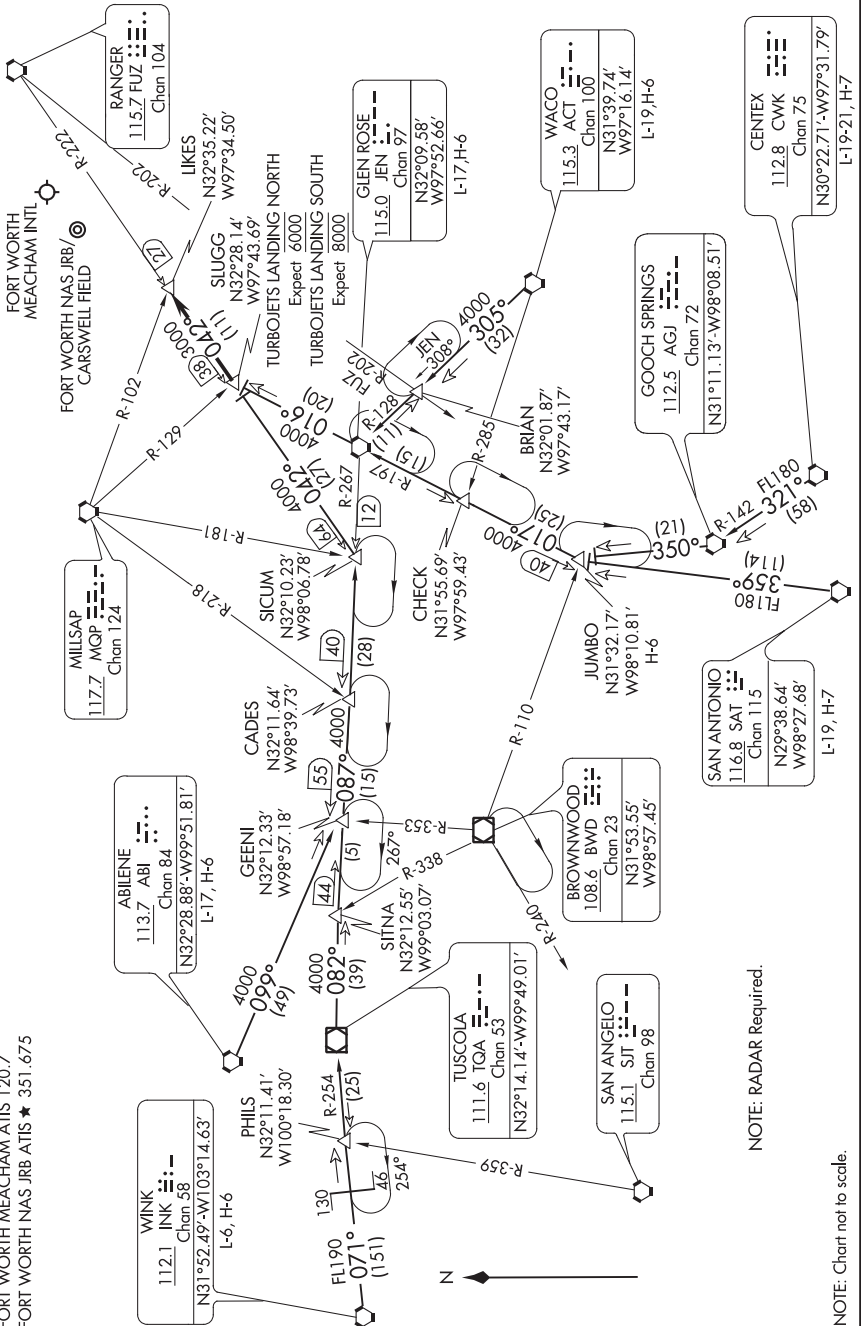 FORT WORTH MEACHAM ATIS 120.7
FORT WORTH NAS JRB ATIS ★ 351.675
WINK
112.1 INK
Chan 58
N31°52.49'-W103°14.63'
L-6, H-6
FL190
071°
(151)
130
46
254°
PHILS
N32°11.41'
W100°18.30'
R-254
(25)
R-359
SAN ANGELO
115.1 SJT
Chan 98
TUSCOLA
111.6 TQA
Chan 53
N32°14.14'-W99°49.01'
ABILENE
113.7 ABI
Chan 84
N32°28.88'-W99°51.81'
L-17, H-6
4000
099°
(49)
4000
082°
(39)
SITNA
N32°12.55'
W99°03.07'
44
(5)
GEENI
N32°12.33'
W98°57.18'
55
267°
087°
(15)
4000
R-338
R-353
R-240
R-110
BROWNWOOD
108.6 BWD
Chan 23
N31°53.55'
W98°57.45'
CADES
N32°11.64'
W98°39.73'
40
(28)
MILLSAP
117.7 MQP
Chan 124
R-218
R-181
R-129
R-102
SICUM
N32°10.23'
W98°06.78'
64
12
R-267
4000
042°
(27)
4000
016°
(20)
38
3000
042°
(11)
27
FORT WORTH
MEACHAM INTL
FORT WORTH NAS JRB/
CARSWELL FIELD
RANGER
115.7 FUZ
Chan 104
R-222
R-202
LIKES
N32°35.22'
W97°34.50'
SLUGG
N32°28.14'
W97°43.69'
TURBOJETS LANDING NORTH
Expect 6000
TURBOJETS LANDING SOUTH
Expect 8000
GLEN ROSE
115.0 JEN
Chan 97
N32°09.58'
W97°52.66'
L-17,H-6
FUZ
R-202
JEN
308°
R-128
(11)
4000
305°
(32)
WACO
115.3 ACT
Chan 100
N31°39.74'
W97°16.14'
L-19,H-6
BRIAN
N32°01.87'
W97°43.17'
R-285
R-197
(15)
CHECK
N31°55.69'
W97°59.43'
4000
017°
(25)
40
JUMBO
N31°32.17'
W98°10.81'
H-6
350°
(21)
GOOCH SPRINGS
112.5 AGJ
Chan 72
N31°11.13'-W98°08.51'
R-142
FL180
321°
(58)
CENTEX
112.8 CWK
Chan 75
N30°22.71'-W97°31.79'
L-19-21, H-7
FL180
359°
(114)
SAN ANTONIO
116.8 SAT
Chan 115
N29°38.64'
W98°27.68'
L-19, H-7
N
NOTE: RADAR Required.
NOTE: Chart not to scale.